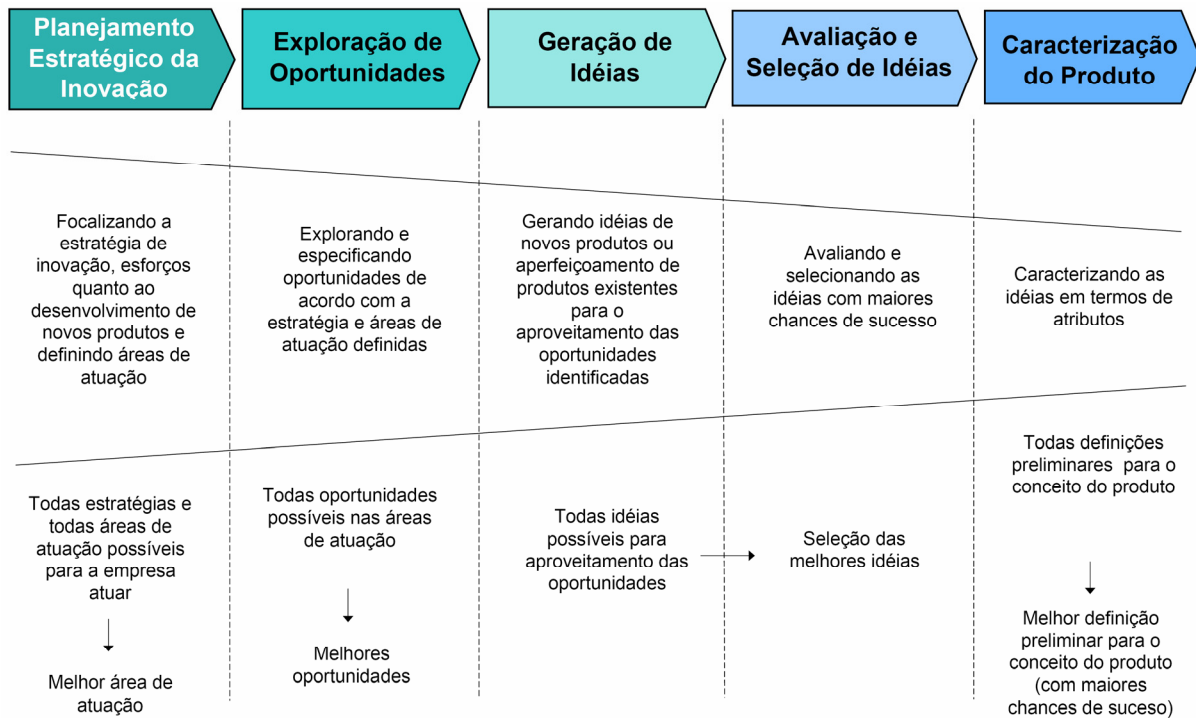 Planejamento
Estratégico da
Inovação
Exploração de
Oportunidades
Geração de
Idéias
Avaliação e
Seleção de Idéias
Caracterização
do Produto
Focalizando a
estratégia de
inovação, esforços
quanto ao
desenvolvimento de
novos produtos e
definindo áreas de
atuação
Explorando e
especificando
oportunidades de
acordo com a
estratégia e áreas de
atuação definidas
Gerando idéias de
novos produtos ou
aperfeiçoamento de
produtos existentes
para o
aproveitamento das
oportunidades
identificadas
Avaliando e
selecionando as
idéias com maiores
chances de sucesso
Caracterizando as
idéias em termos de
atributos
Todas estratégias e
todas áreas de
atuação possíveis
para a empresa
atuar
Melhor área de
atuação
Todas oportunidades
possíveis nas áreas
de atuação
Melhores
oportunidades
Todas idéias
possíveis para
aproveitamento das
oportunidades
Seleção das
melhores idéias
Todas definições
preliminares para o
conceito do produto
Melhor definição
preliminar para o
conceito do produto
(com maiores
chances de suceso)